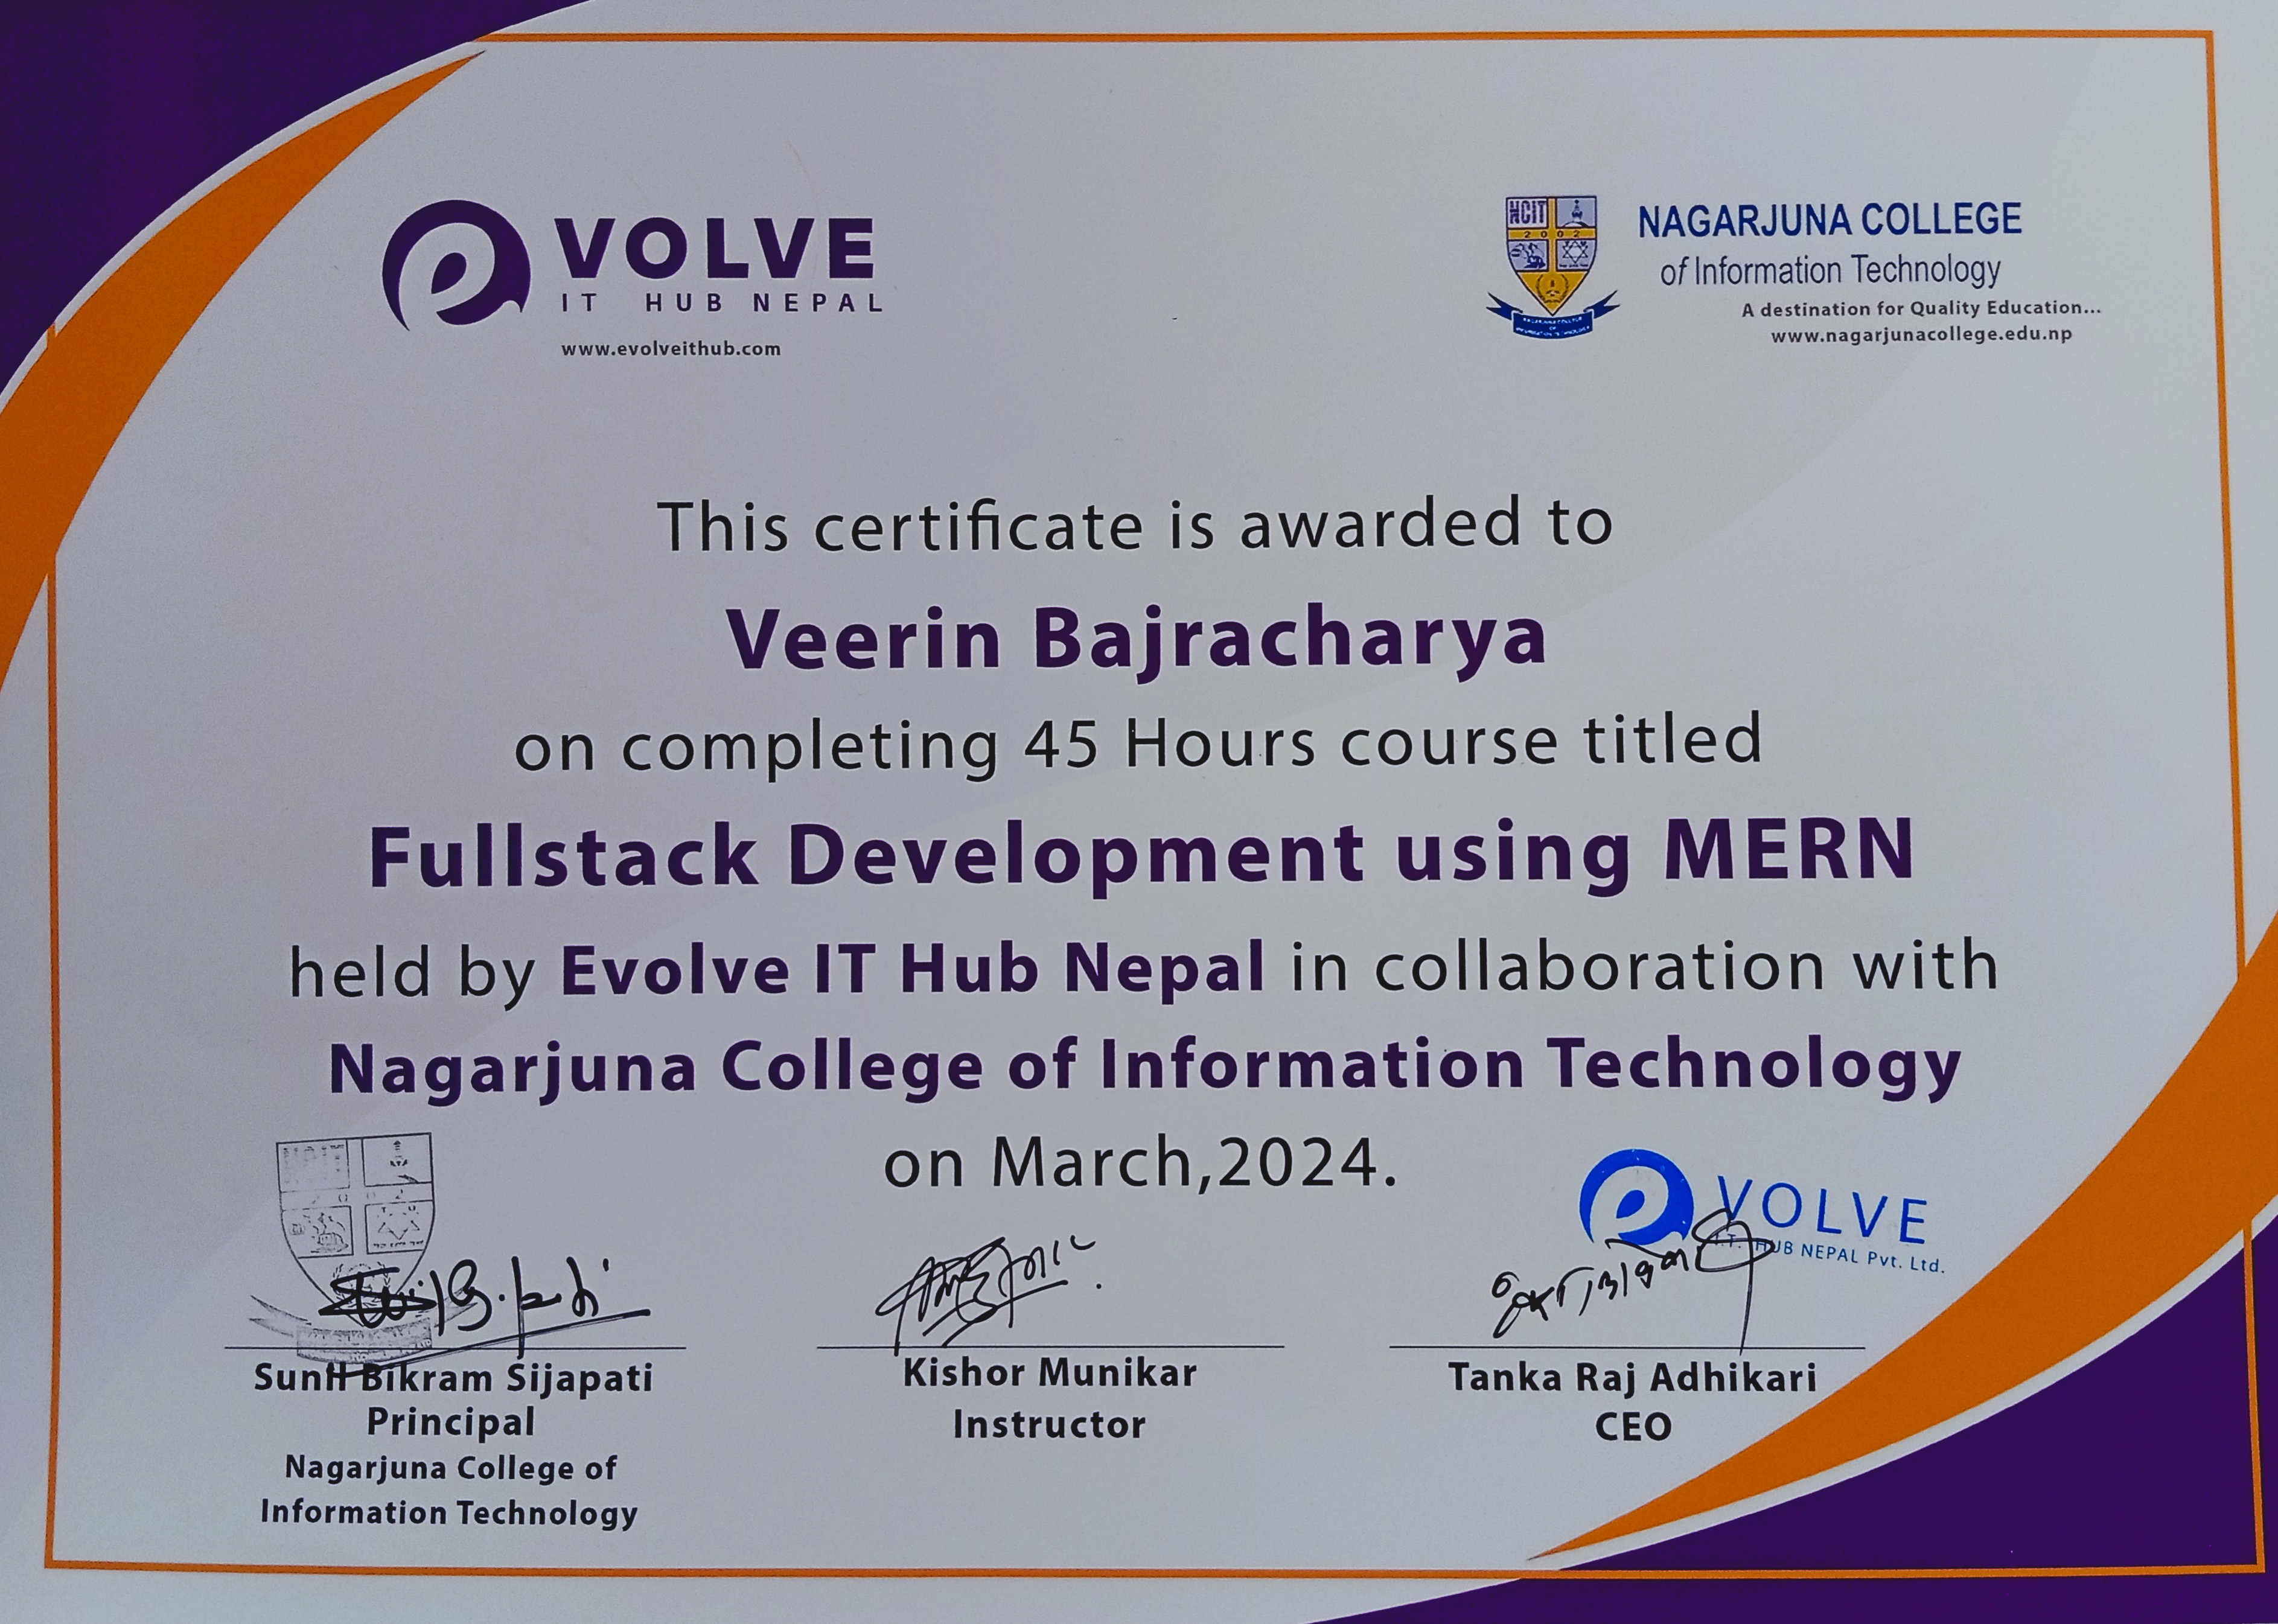 VOLVE
IT HUB NEPAL
www.evolveithub.com
NCIT
2002
NAGARJUNA COLLEGE
of Information Technology
A destination for Quality Education...
www.nagarjunacollege.edu.np
This certificate is awarded to
Veerin Bajracharya
on completing 45 Hours course titled
Fullstack Development using MERN
held by Evolve IT Hub Nepal in collaboration with
Nagarjuna College of Information Technology
on March,2024.
VOLVE
I.T. HUB NEPAL Pvt. Ltd.
Sunil Bikram Sijapati
Principal
Nagarjuna College of
Information Technology
Kishor Munikar
Instructor
Tanka Raj Adhikari
CEO